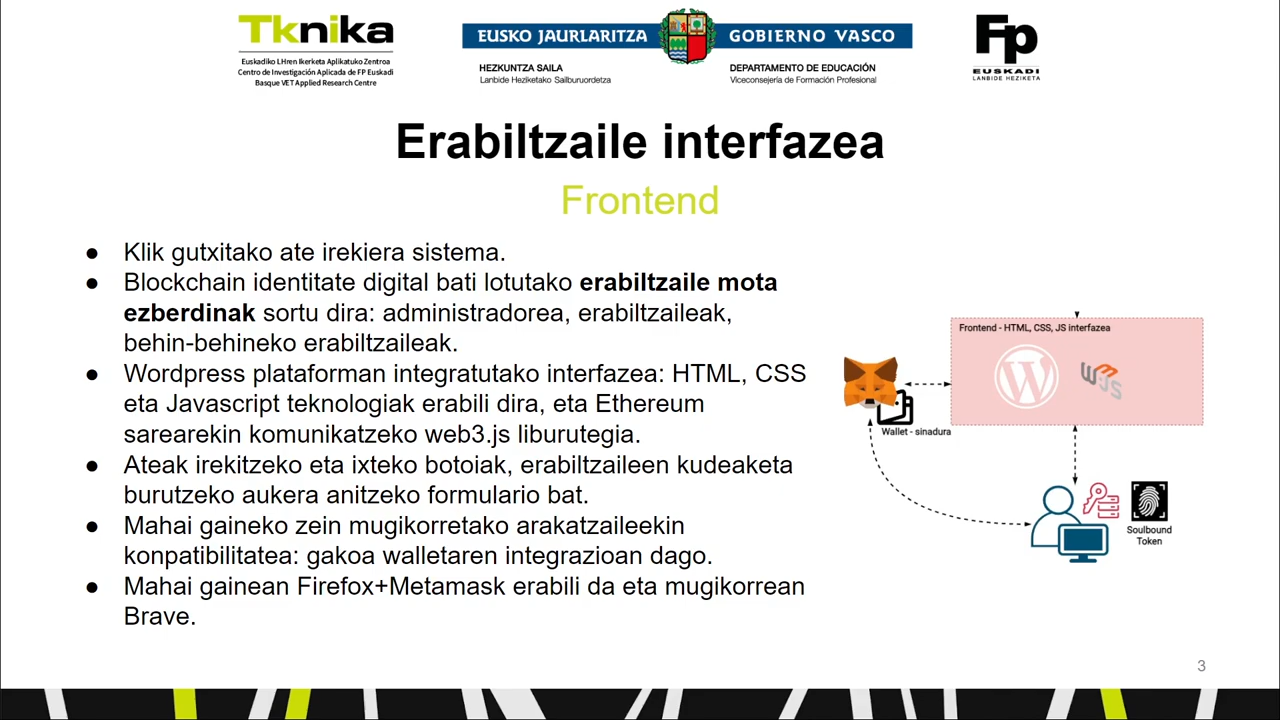 Tknika
Euskadiko LHren Ikerketa Aplikatuko Zentroa
Centro de Investigación Aplicada de FP Euskadi
Basque VET Applied Research Centre
EUSKO JAURLARITZA
GOBIERNO VASCO
HEZKUNTZA SAILA
Lanbide Heziketako Sailburuordetza
DEPARTAMENTO DE EDUCACIÓN
Viceconsejería de Formación Profesional
Fp
EUSKADI
LANBIDE HEZIKETA
Erabiltzaile interfazea
Frontend
● Klik gutxitako ate irekiera sistema.
● Blockchain identitate digital bati lotutako erabiltzaile mota
ezberdinak sortu dira: administradorea, erabiltzaileak,
behin-behineko erabiltzaileak.
● Wordpress plataforman integratutako interfazea: HTML, CSS
eta Javascript teknologiak erabili dira, eta Ethereum
sarearekin komunikatzeko web3.js liburutegia.
● Ateak irekitzeko eta ixteko botoiak, erabiltzaileen kudeaketa
burutzeko aukera anitzeko formulario bat.
● Mahai gaineko zein mugikorretako arakatzaileekin
konpatibilitatea: gakoa walletaren integrazioan dago.
● Mahai gainean Firefox+Metamask erabili da eta mugikorrean
Brave.
Frontend - HTML, CSS, JS interfazea
W3JS
Wallet - sinadura
Soulbound
Token
3